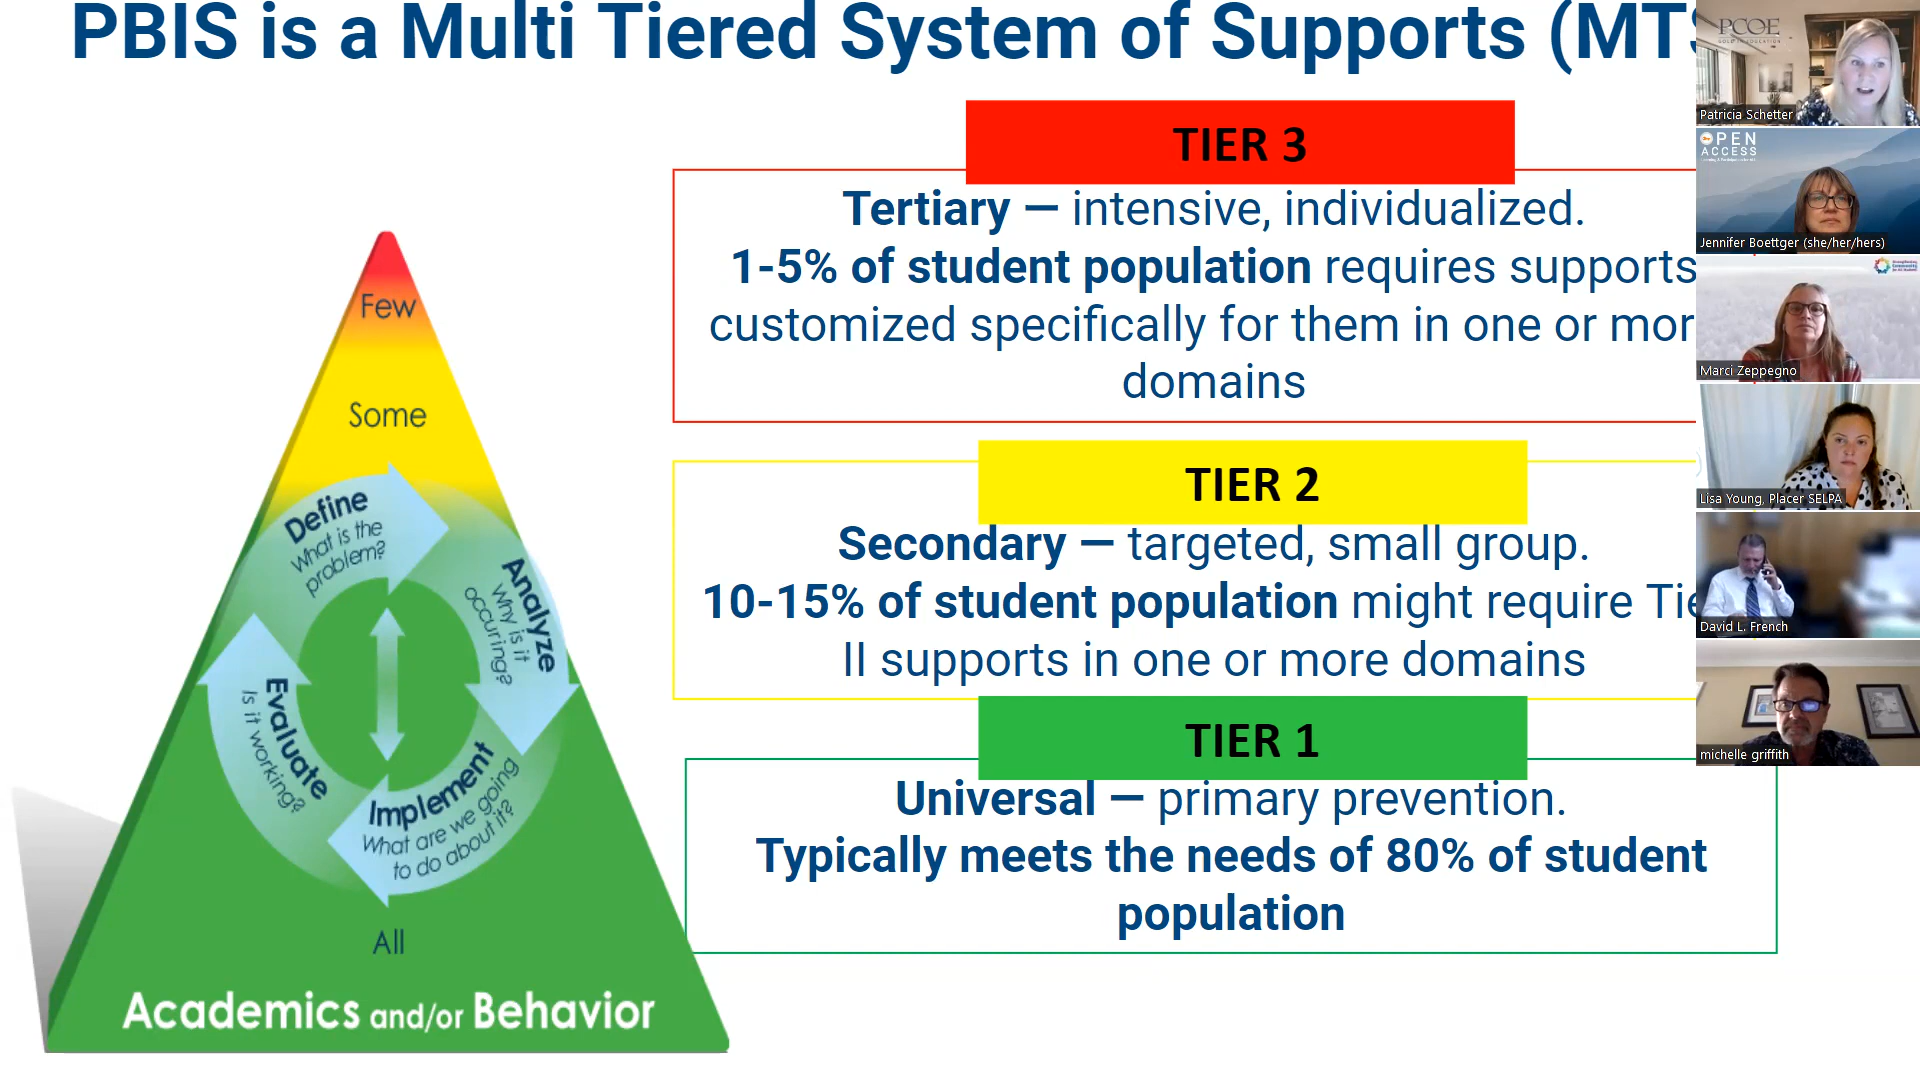 PBIS is a Multi Tiered System of Supports (MTS
TIER 3
Tertiary — intensive, individualized.
1-5% of student population requires supports
customized specifically for them in one or mor
domains
TIER 2
Secondary — targeted, small group.
10-15% of student population might require Tie
II supports in one or more domains
TIER 1
Universal — primary prevention.
Typically meets the needs of 80% of student
population
Few
Some
Define
What is the
problem?
Analyze
Why is it
occuring?
Implement
What are we going
to do about it?
Evaluate
Is it working?
All
Academics and/or Behavior
PCOE
Patricia Schetter
OPEN
ACCESS
Jennifer Boettger (she/her/hers)
Marci Zeppegno
Lisa Young, Placer SELPA
David L. French
michelle griffith